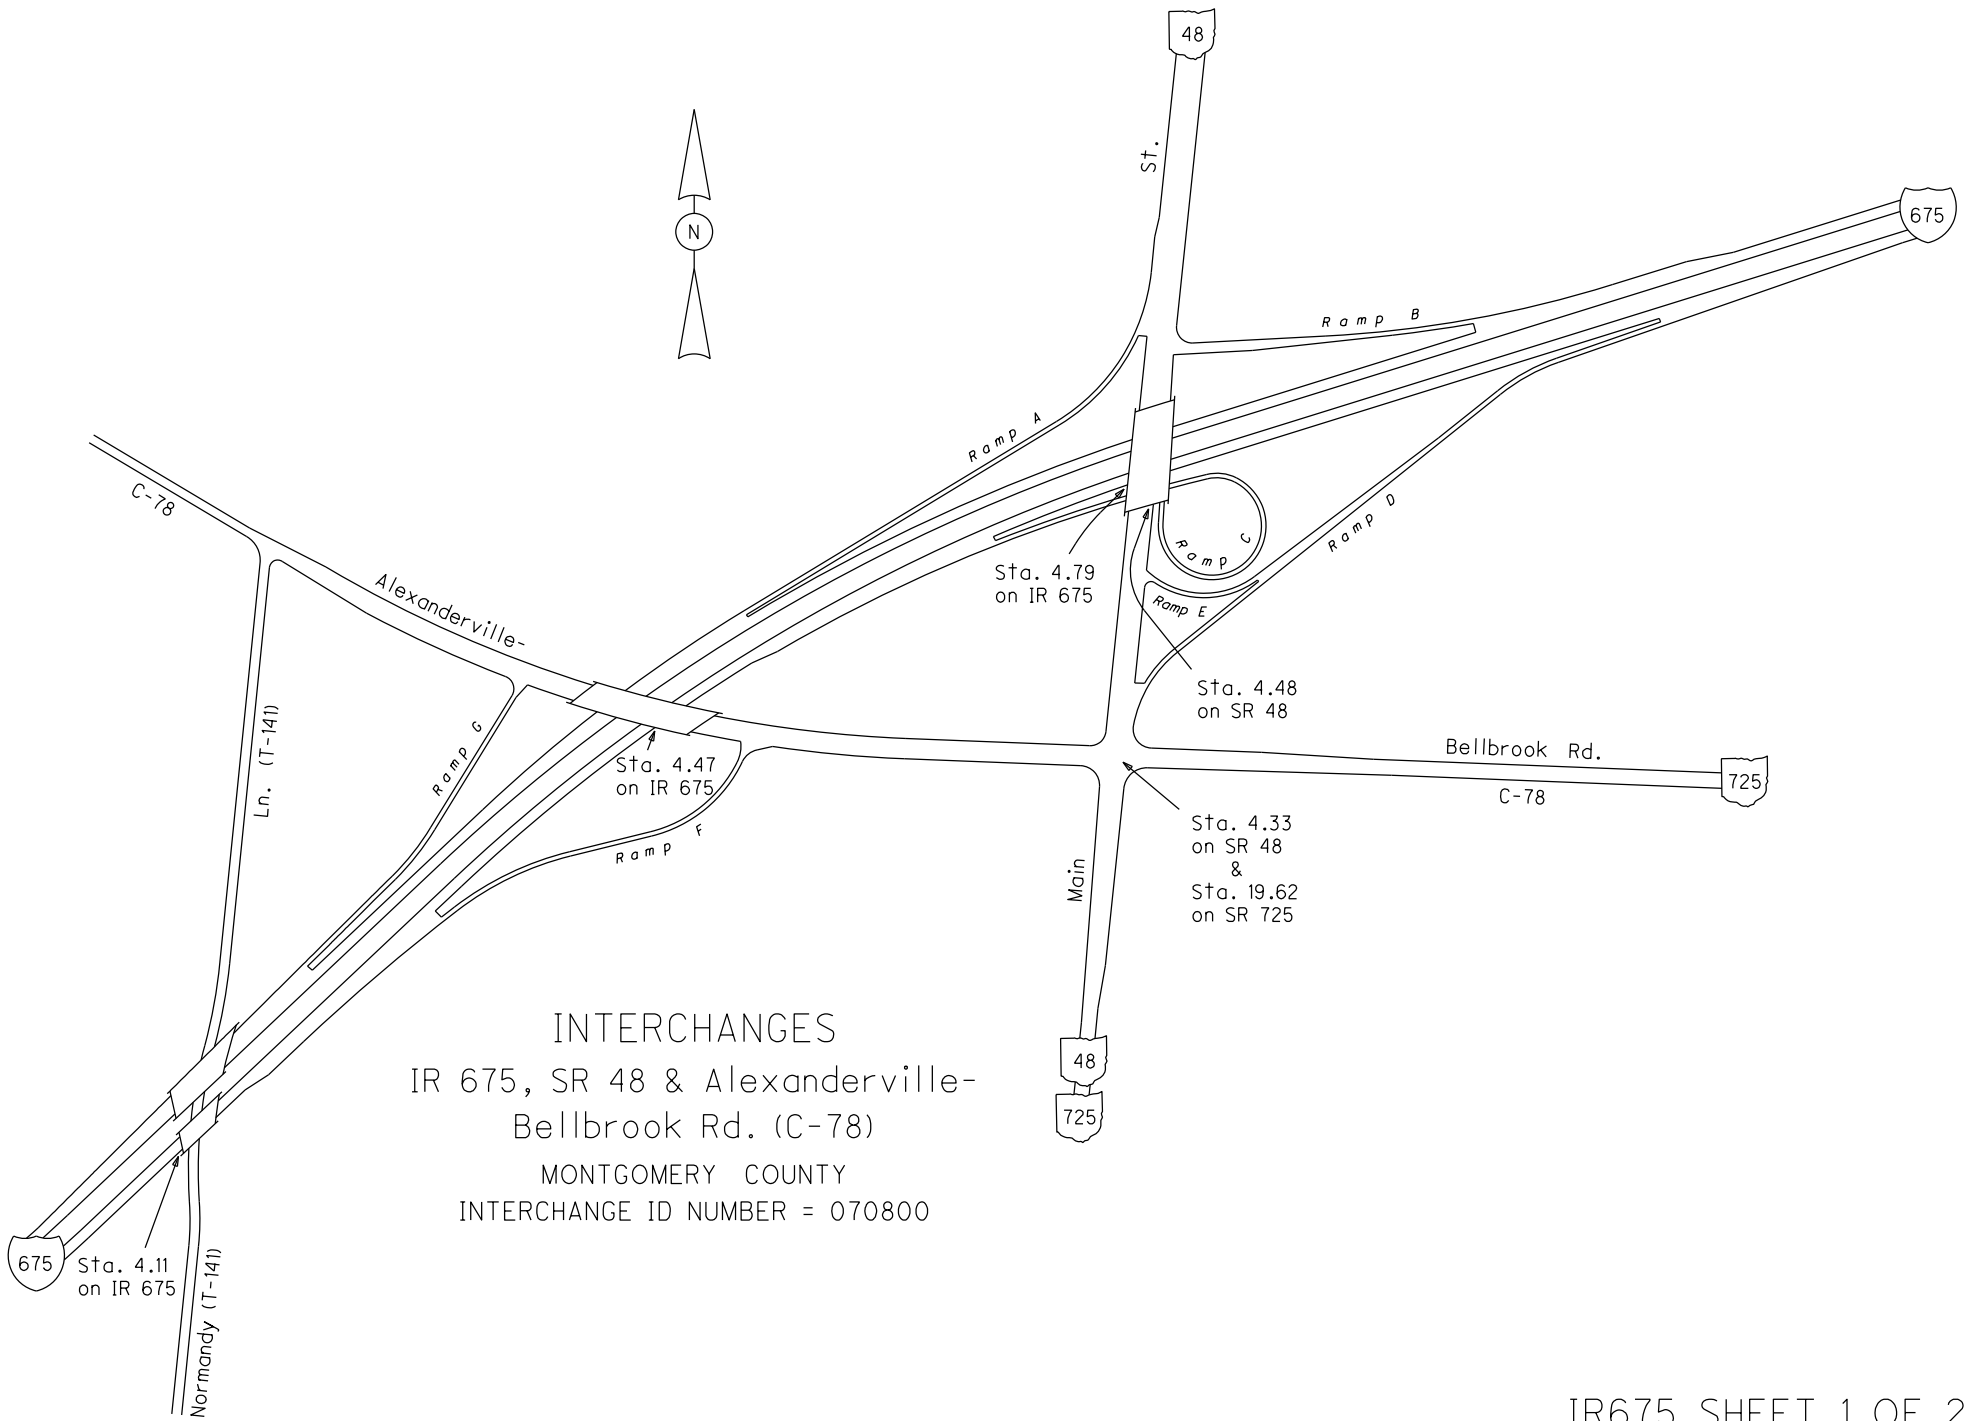 48
St.
N
675
Ramp B
Ramp A
C-78
Ramp D
Ramp C
Sta. 4.79
on IR 675
Ramp E
Alexanderville-
Sta. 4.48
on SR 48
Ln. (T-141)
Ramp G
Sta. 4.47
on IR 675
Bellbrook Rd.
C-78
725
Ramp F
Sta. 4.33
on SR 48
&
Sta. 19.62
on SR 725
Main
INTERCHANGES
IR 675, SR 48 & Alexanderville-
Bellbrook Rd. (C-78)
MONTGOMERY COUNTY
INTERCHANGE ID NUMBER = 070800
48
725
675
Sta. 4.11
on IR 675
Normandy (T-141)
IR675 SHEET 1 OF 2